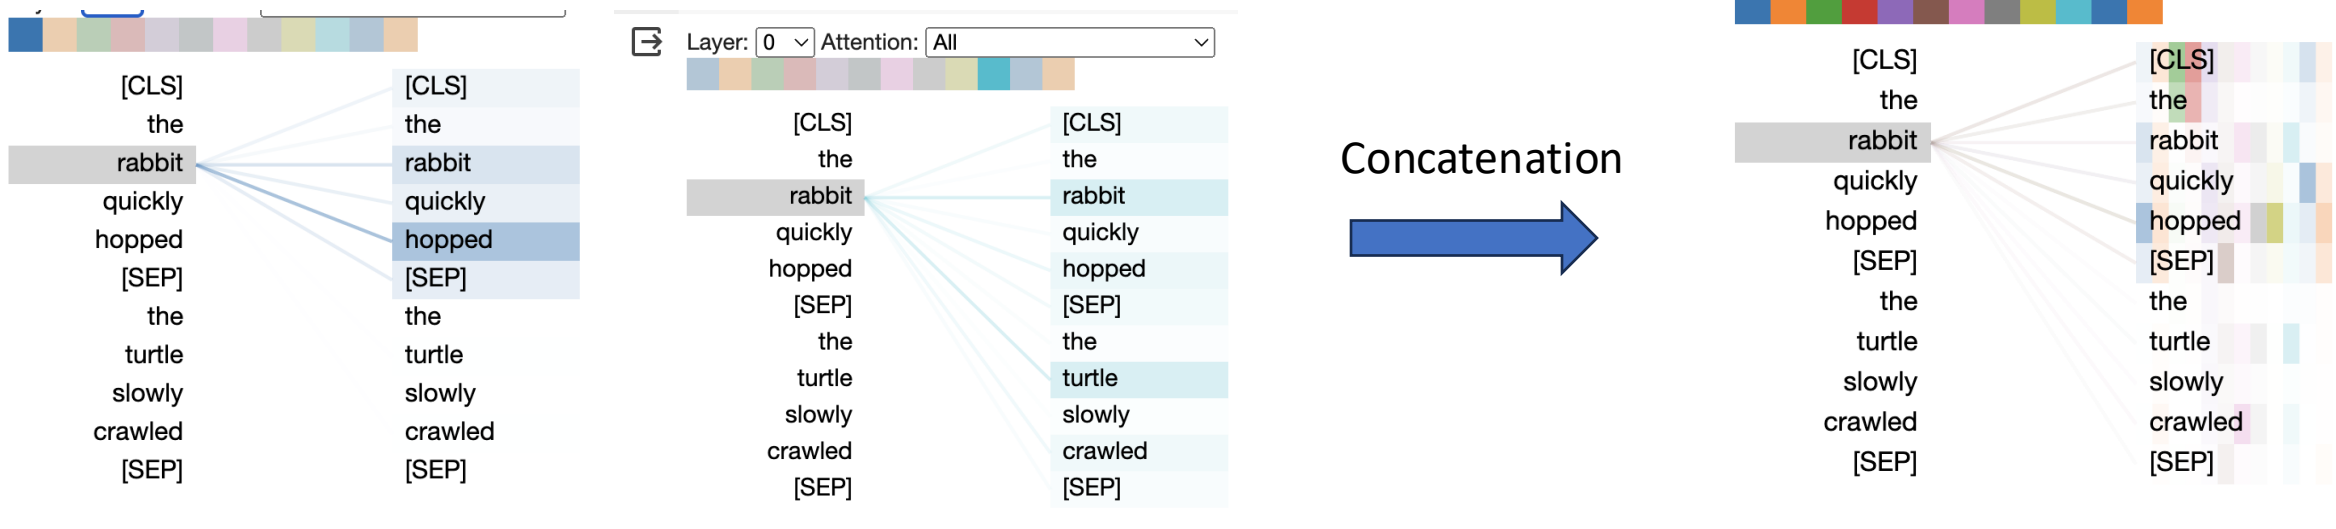 [CLS] [CLS]
the the
rabbit rabbit
quickly quickly
hopped hopped
[SEP] [SEP]
the the
turtle turtle
slowly slowly
crawled crawled
[SEP] [SEP]
Layer: 0 Attention: All
[CLS] [CLS]
the the
rabbit rabbit
quickly quickly
hopped hopped
[SEP] [SEP]
the the
turtle turtle
slowly slowly
crawled crawled
[SEP] [SEP]
Concatenation
[CLS] [CLS]
the the
rabbit rabbit
quickly quickly
hopped hopped
[SEP] [SEP]
the the
turtle turtle
slowly slowly
crawled crawled
[SEP] [SEP]